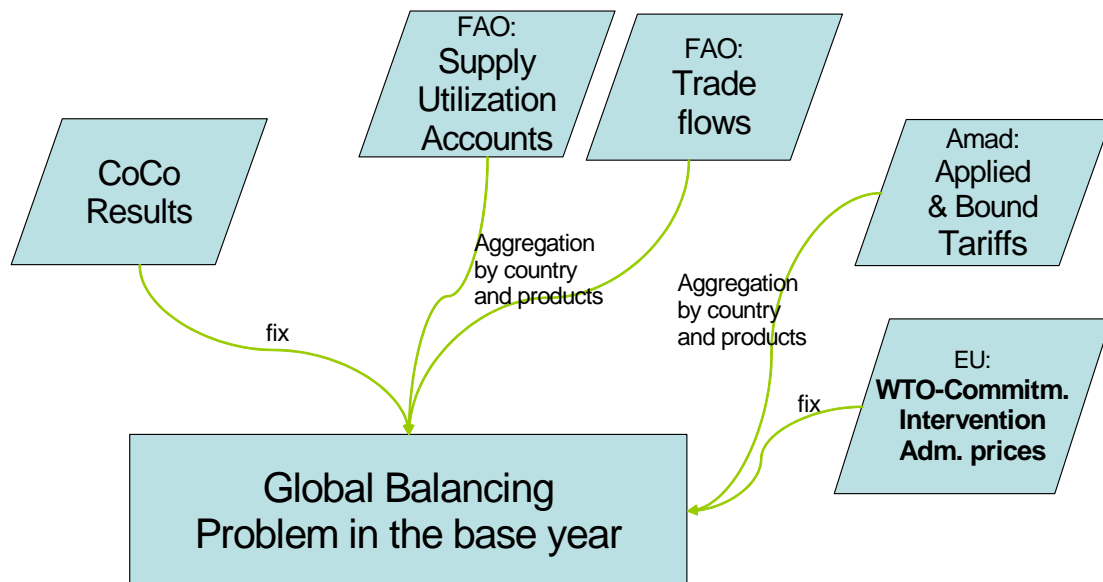 FAO:
Supply
Utilization
Accounts
FAO:
Trade
flows
CoCo
Results
Amad:
Applied
& Bound
Tariffs
Aggregation
by country
and products
Aggregation
by country
and products
fix
EU:
WTO-Commitm.
Intervention
Adm. prices
fix
Global Balancing
Problem in the base year